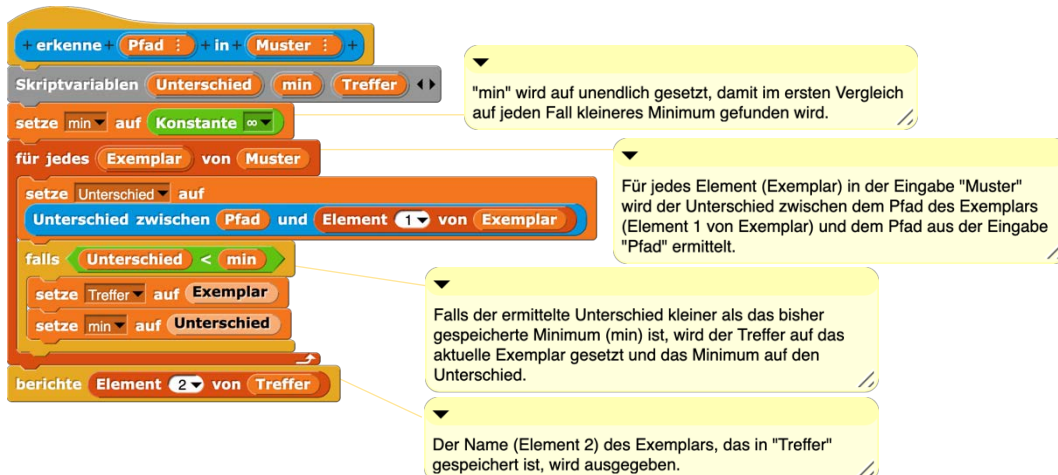 + erkenne + Pfad + in + Muster +
Skriptvariablen Unterschied min Treffer
setze min auf Konstante ∞
"min" wird auf unendlich gesetzt, damit im ersten Vergleich
auf jeden Fall kleineres Minimum gefunden wird.
für jedes Exemplar von Muster
setze Unterschied auf
Unterschied zwischen Pfad und Element 1 von Exemplar
Für jedes Element (Exemplar) in der Eingabe "Muster"
wird der Unterschied zwischen dem Pfad des Exemplars
(Element 1 von Exemplar) und dem Pfad aus der Eingabe
"Pfad" ermittelt.
falls Unterschied < min
setze Treffer auf Exemplar
setze min auf Unterschied
Falls der ermittelte Unterschied kleiner als das bisher
gespeicherte Minimum (min) ist, wird der Treffer auf das
aktuelle Exemplar gesetzt und das Minimum auf den
Unterschied.
berichte Element 2 von Treffer
Der Name (Element 2) des Exemplars, das in "Treffer"
gespeichert ist, wird ausgegeben.